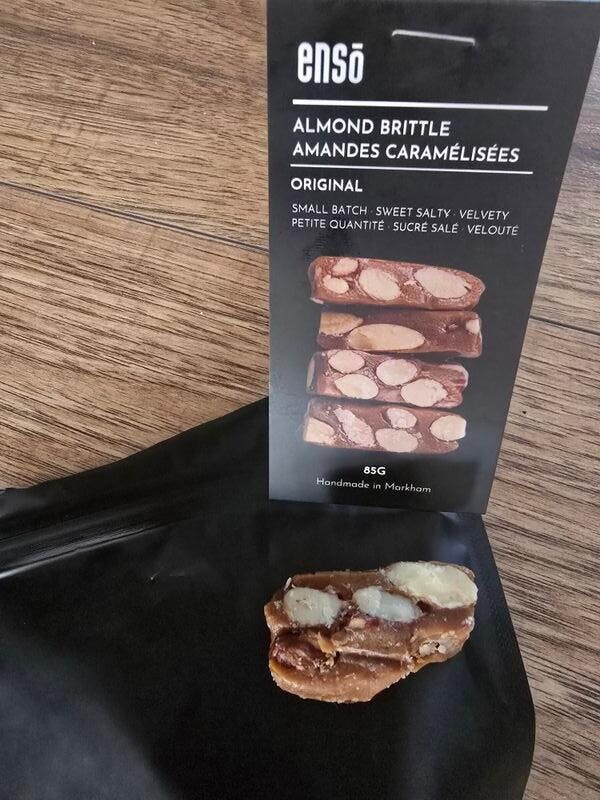 ensō
ALMOND BRITTLE
AMANDES CARAMÉLISÉES
ORIGINAL
SMALL BATCH · SWEET SALTY · VELVETY
PETITE QUANTITÉ · SUCRÉ SALÉ · VELOUTÉ
85G
Handmade in Markham